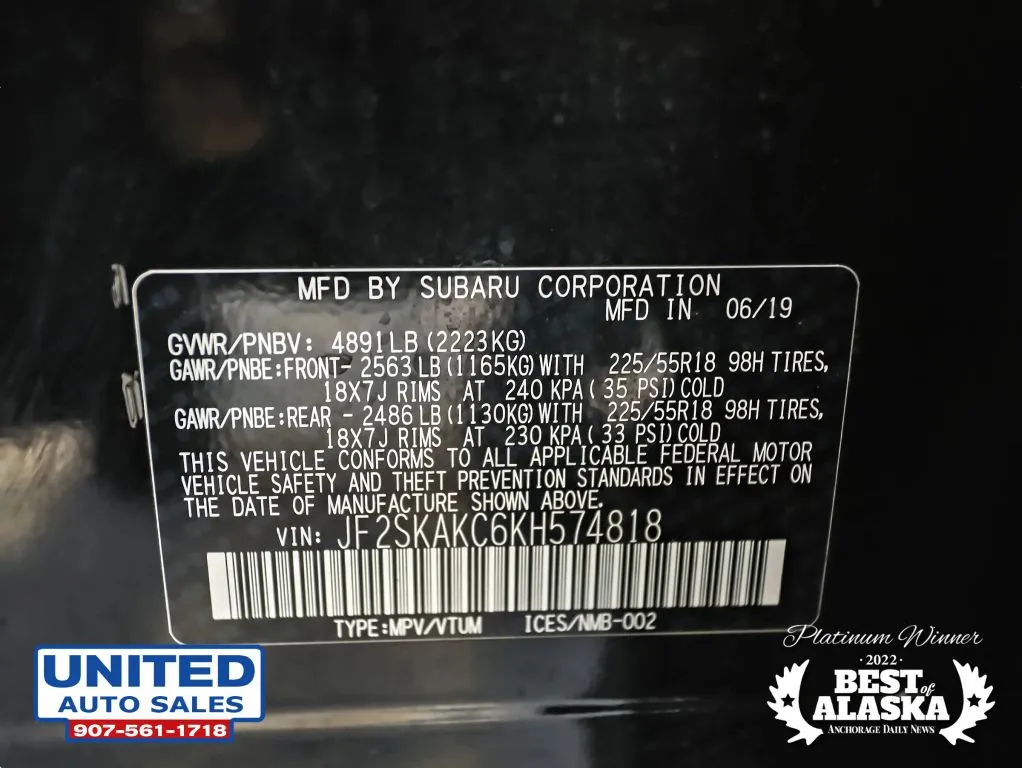 MFD BY SUBARU CORPORATION
MFD IN 06/19
GVWR/PNBV: 4891LB(2223KG)
GAWR/PNBE:FRONT- 2563LB(1165KG)WITH 225/55R18 98H TIRES,
18X7J RIMS AT 240 KPA(35 PSI)COLD
GAWR/PNBE:REAR - 2486LB(1130KG)WITH 225/55R18 98H TIRES,
18X7J RIMS AT 230 KPA(33 PSI)COLD
THIS VEHICLE CONFORMS TO ALL APPLICABLE FEDERAL MOTOR
VEHICLE SAFETY AND THEFT PREVENTION STANDARDS IN EFFECT ON
THE DATE OF MANUFACTURE SHOWN ABOVE.
VIN: JF2SKAKC6KH574818
TYPE:MPV/VTUM ICES/NMB-002
UNITED
AUTO SALES
907-561-1718
Platinum Winner
·2022·
BEST of
ALASKA
ANCHORAGE DAILY NEWS